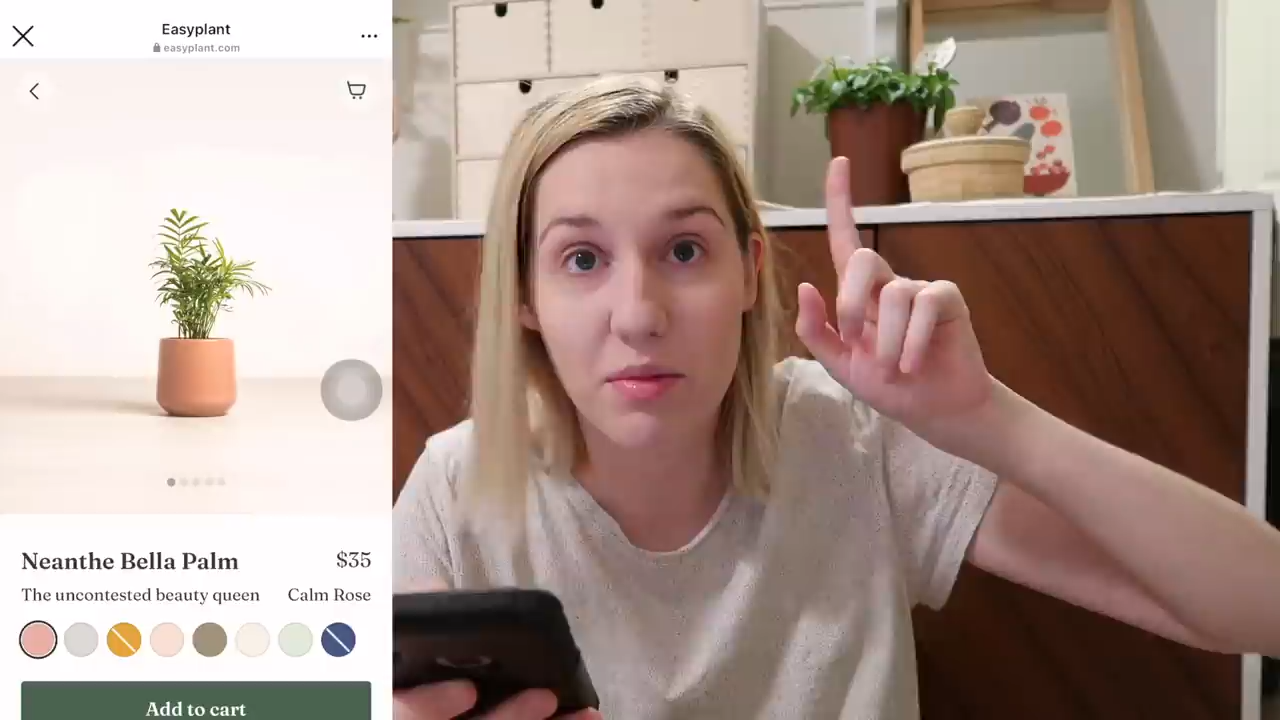 Easyplant
easyplant.com
Neanthe Bella Palm $35
The uncontested beauty queen Calm Rose
Add to cart